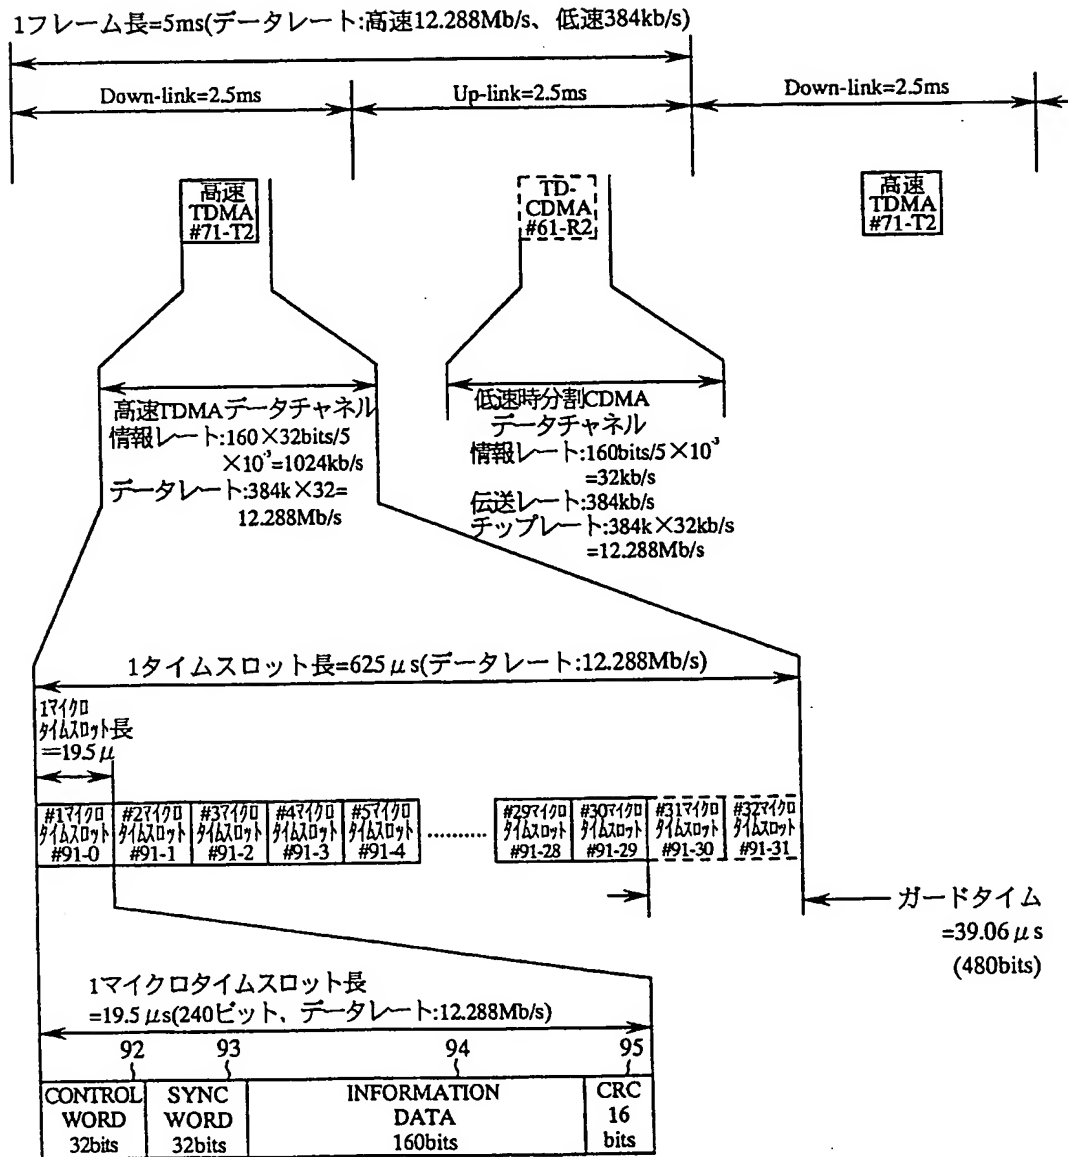 1フレーム長=5ms(データレート:高速12.288Mb/s、低速384kb/s)
Down-link=2.5ms
Up-link=2.5ms
Down-link=2.5ms
高速
TDMA
#71-T2
TD-
CDMA
#61-R2
高速
TDMA
#71-T2
高速TDMAデータチャネル
情報レート:160×32bits/5
×10⁻³=1024kb/s
データレート:384k×32=
12.288Mb/s
低速時分割CDMA
データチャネル
情報レート:160bits/5×10⁻³
=32kb/s
伝送レート:384kb/s
チップレート:384k×32kb/s
=12.288Mb/s
1タイムスロット長=625μs(データレート:12.288Mb/s)
1マイクロ
タイムスロット長
=19.5μ
#1マイクロ
タイムスロット
#91-0
#2マイクロ
タイムスロット
#91-1
#3マイクロ
タイムスロット
#91-2
#4マイクロ
タイムスロット
#91-3
#5マイクロ
タイムスロット
#91-4
...........
#29マイクロ
タイムスロット
#91-28
#30マイクロ
タイムスロット
#91-29
#31マイクロ
タイムスロット
#91-30
#32マイクロ
タイムスロット
#91-31
ガードタイム
=39.06μs
(480bits)
1マイクロタイムスロット長
=19.5μs(240ビット、データレート:12.288Mb/s)
92
93
94
95
CONTROL
WORD
32bits
SYNC
WORD
32bits
INFORMATION
DATA
160bits
CRC
16
bits